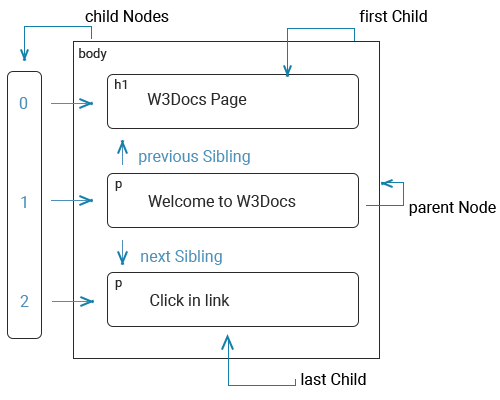 child Nodes
first Child
body
h1
W3Docs Page
0
previous Sibling
p
Welcome to W3Docs
1
parent Node
next Sibling
p
Click in link
2
last Child